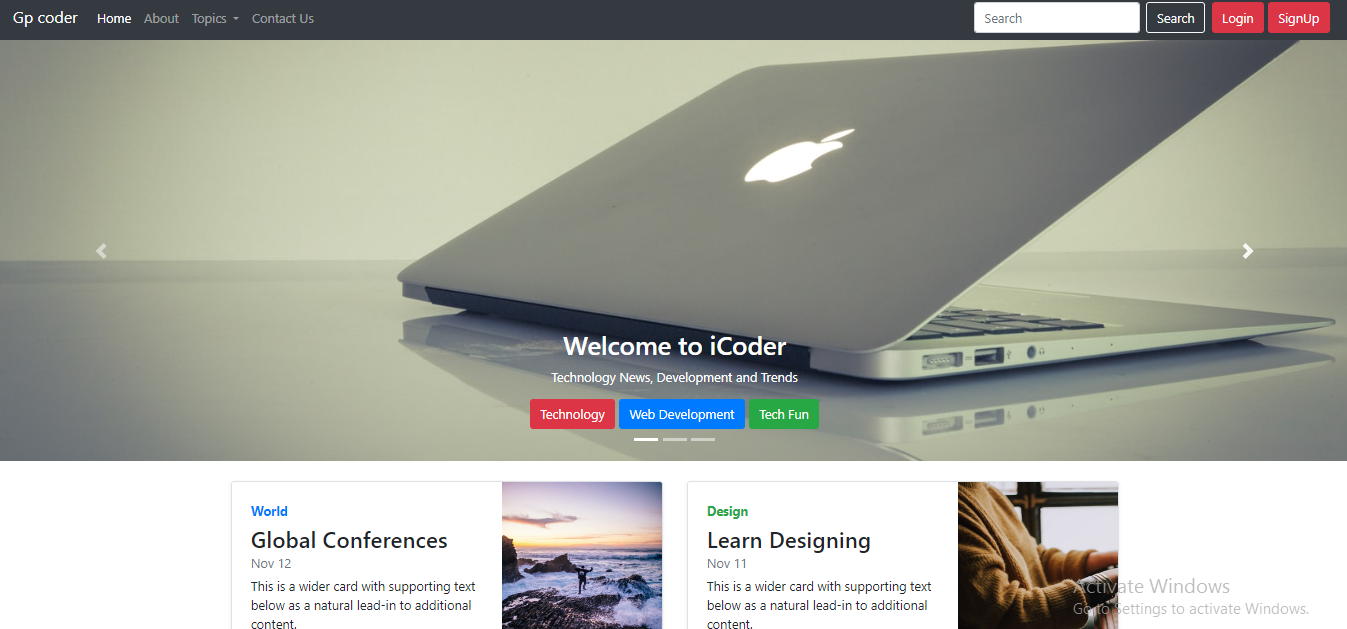 Gp coder Home About Topics Contact Us Search Search Login SignUp
Welcome to iCoder
Technology News, Development and Trends
Technology Web Development Tech Fun
World
Global Conferences
Nov 12
This is a wider card with supporting text
below as a natural lead-in to additional
content.
Design
Learn Designing
Nov 11
This is a wider card with supporting text
below as a natural lead-in to additional
content.
Activate Windows
Go to Settings to activate Windows.